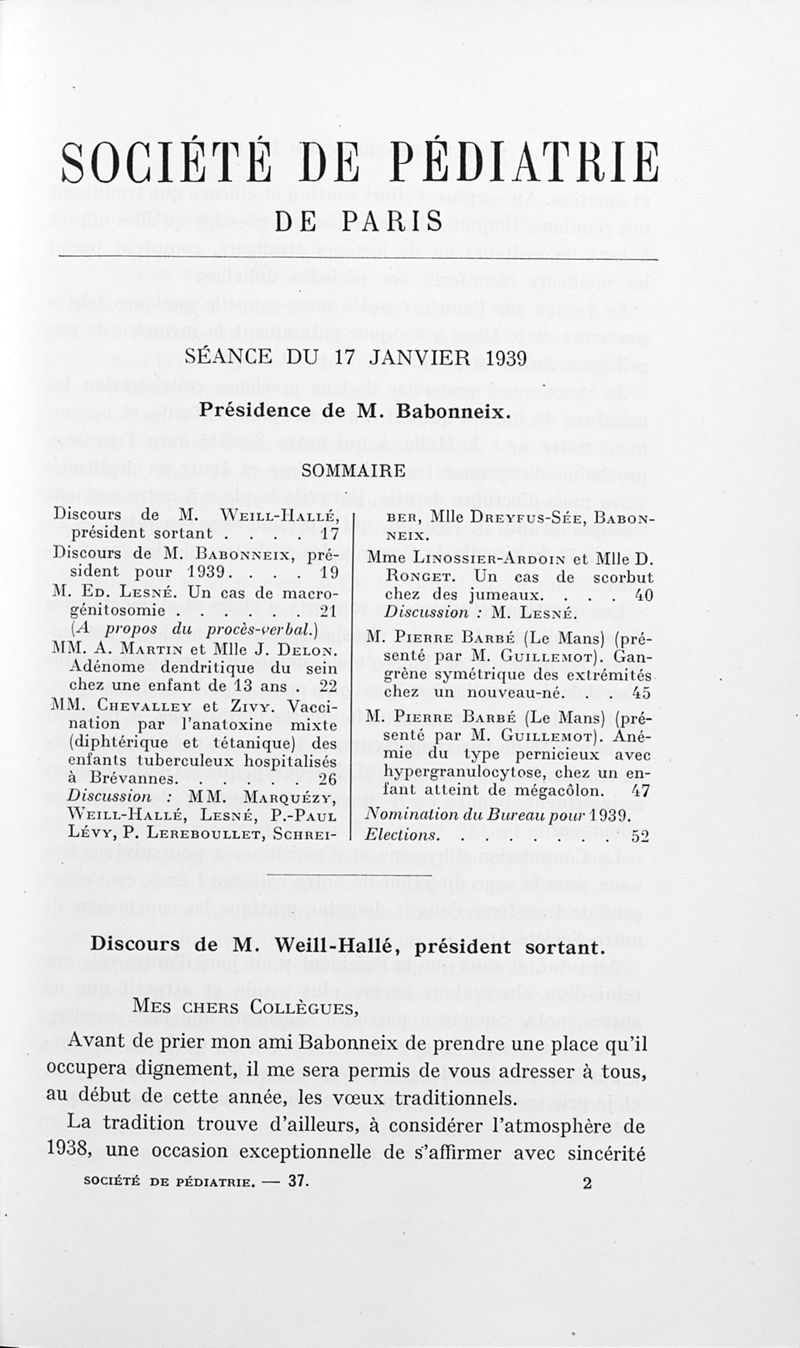 SOCIÉTÉ DE PÉDIATRIE
DE PARIS
SÉANCE DU 17 JANVIER 1939
Présidence de M. Babonneix.
SOMMAIRE
Discours de M. WEILL-HALLÉ,
président sortant . . . . 17
Discours de M. BABONNEIX, pré-
sident pour 1939. . . . 19
M. ED. LESNÉ. Un cas de macro-
génitosomie . . . . . . 21
(A propos du procès-verbal.)
MM. A. MARTIN et Mlle J. DELON.
Adénome dendritique du sein
chez une enfant de 13 ans . 22
MM. CHEVALLEY et ZIVY. Vacci-
nation par l'anatoxine mixte
(diphtérique et tétanique) des
enfants tuberculeux hospitalisés
à Brévannes. . . . . . 26
Discussion : MM. MARQUÉZY,
WEILL-HALLÉ, LESNÉ, P.-PAUL
LÉVY, P. LEREBOULLET, SCHREI-
BER, Mlle DREYFUS-SÉE, BABON-
NEIX.
Mme LINOSSIER-ARDOIN et Mlle D.
RONGET. Un cas de scorbut
chez des jumeaux. . . . 40
Discussion : M. LESNÉ.
M. PIERRE BARBÉ (Le Mans) (pré-
senté par M. GUILLEMOT). Gan-
grène symétrique des extrémités
chez un nouveau-né. . . 45
M. PIERRE BARBÉ (Le Mans) (pré-
senté par M. GUILLEMOT). Ané-
mie du type pernicieux avec
hypergranulocytose, chez un en-
fant atteint de mégacôlon. 47
Nomination du Bureau pour 1939.
Elections. . . . . . . . 52
Discours de M. Weill-Hallé, président sortant.
MES CHERS COLLÈGUES,
Avant de prier mon ami Babonneix de prendre une place qu'il
occupera dignement, il me sera permis de vous adresser à tous,
au début de cette année, les vœux traditionnels.
La tradition trouve d'ailleurs, à considérer l'atmosphère de
1938, une occasion exceptionnelle de s'affirmer avec sincérité
SOCIÉTÉ DE PÉDIATRIE. — 37. 2